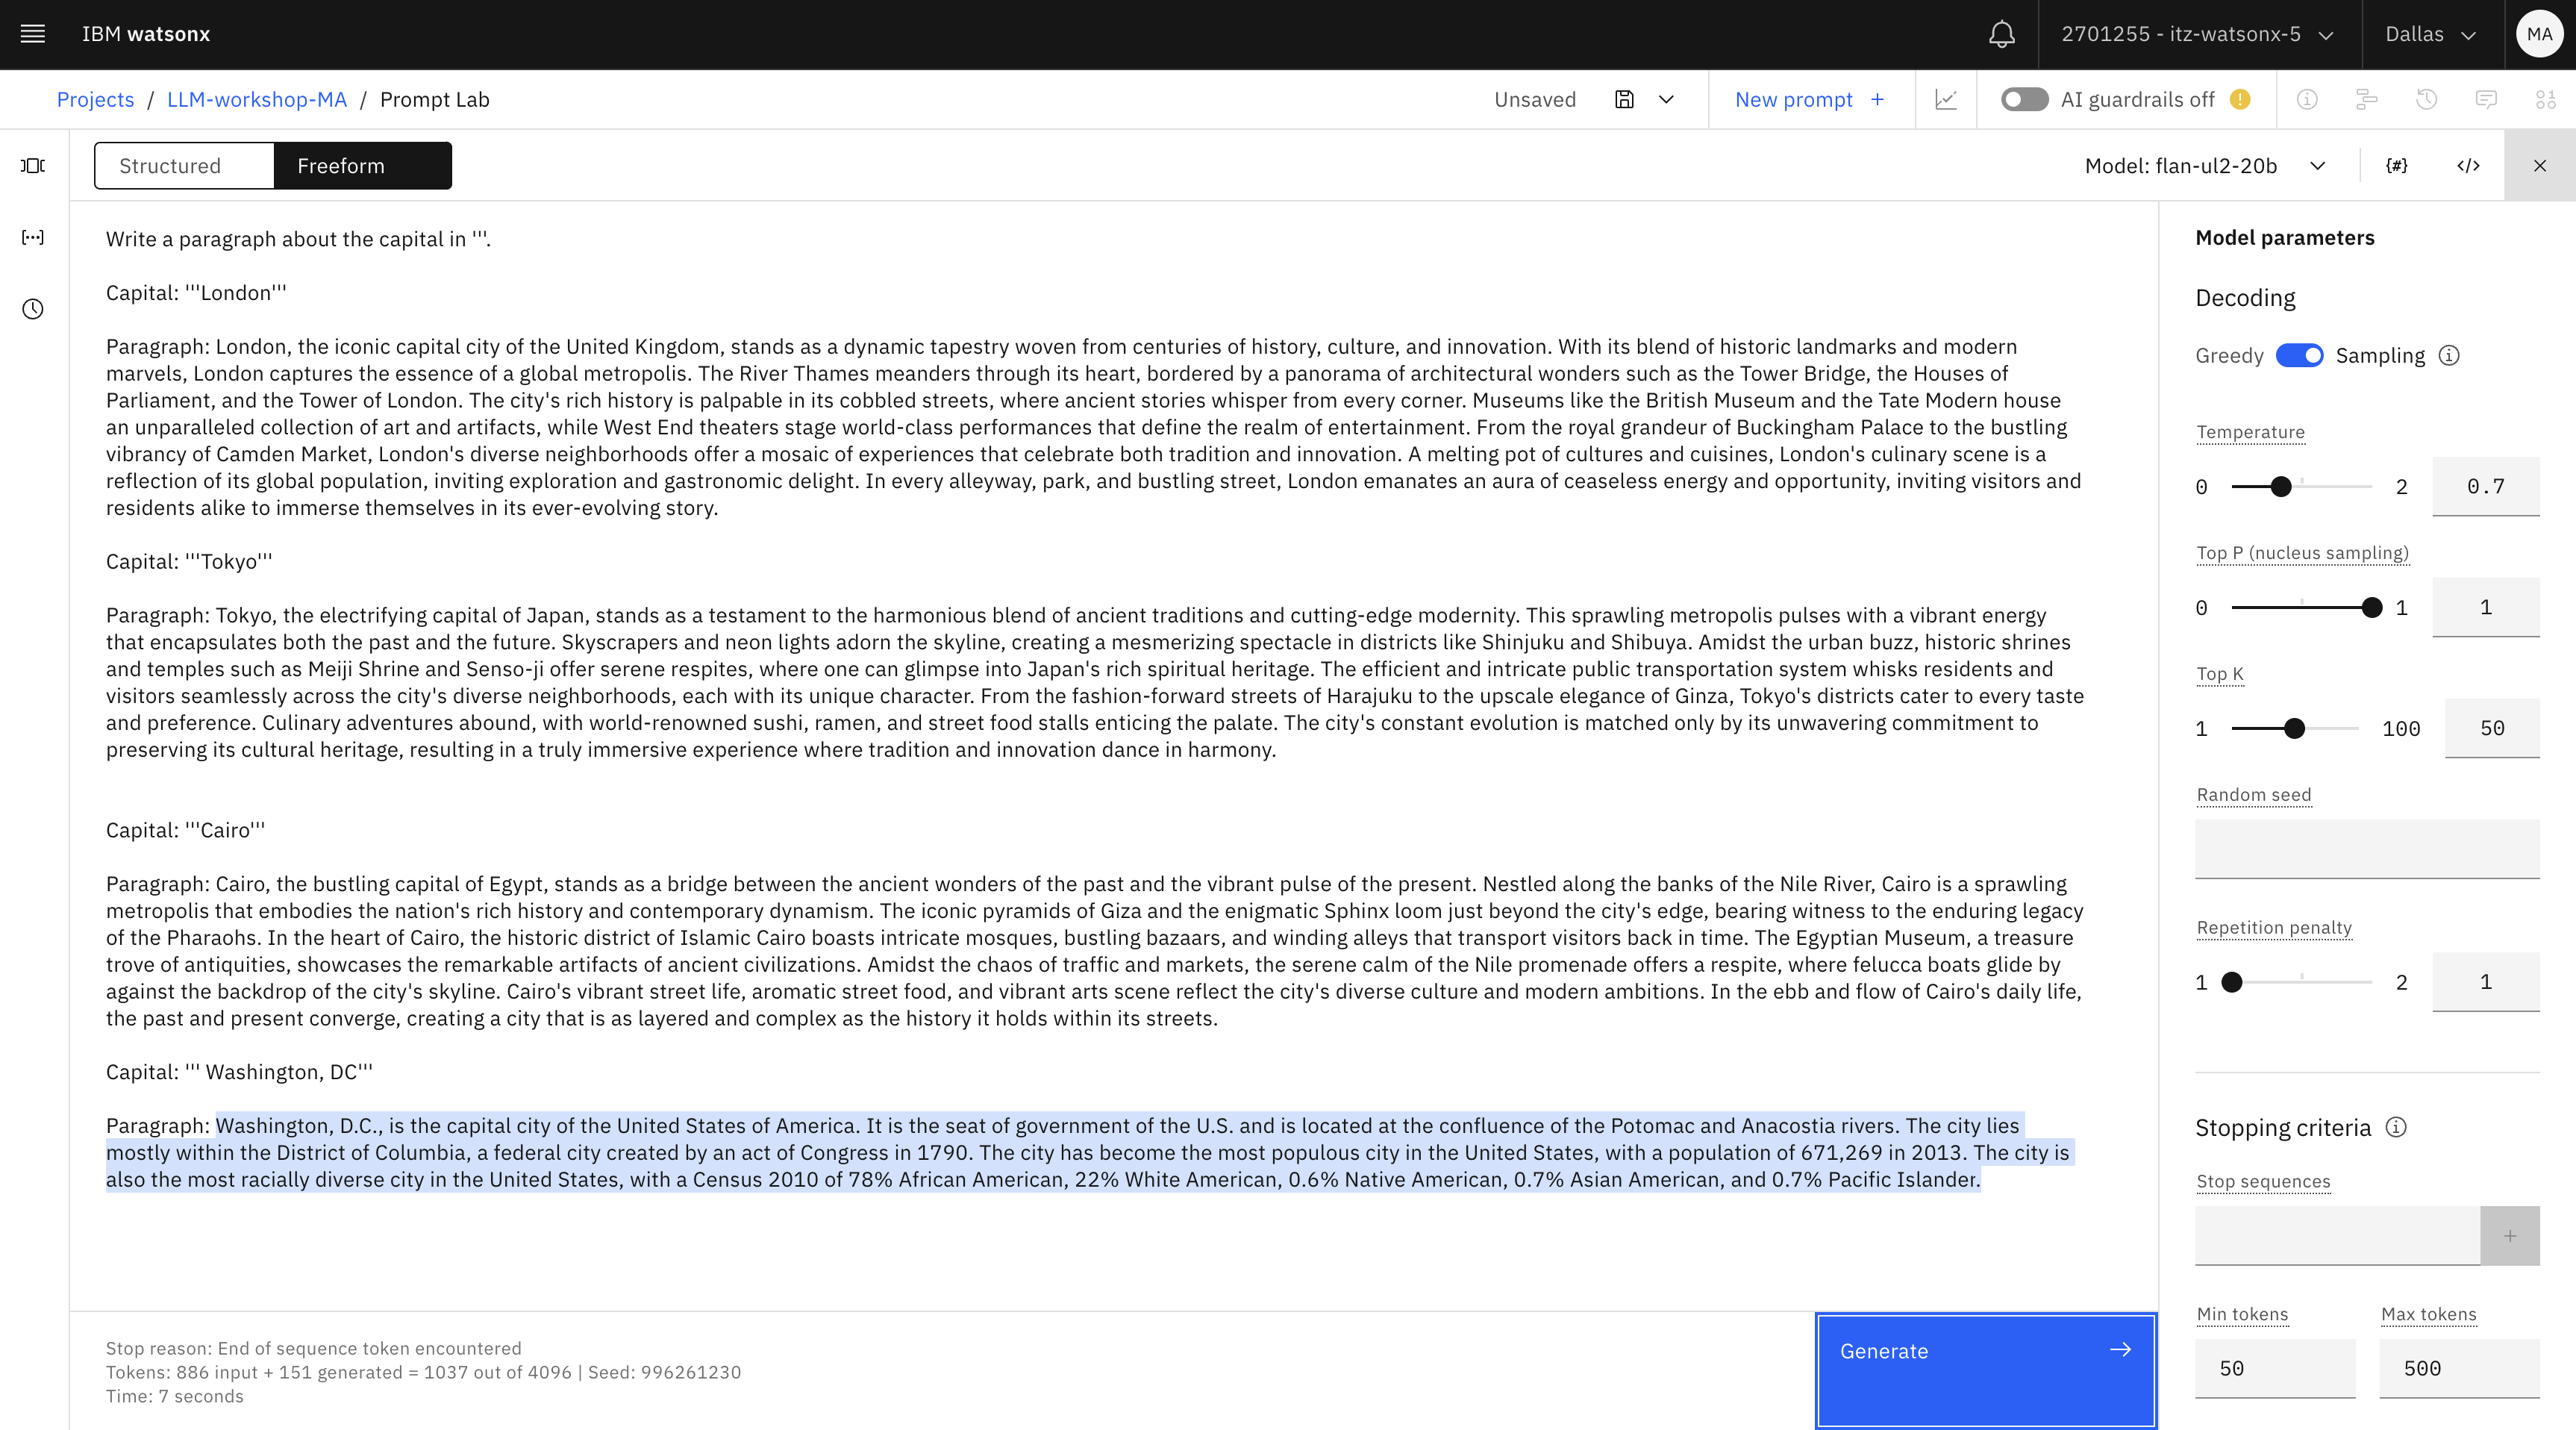 IBM watsonx
2701255 - itz-watsonx-5
Dallas
MA
Projects / LLM-workshop-MA / Prompt Lab
Unsaved
New prompt +
AI guardrails off
Structured
Freeform
Model: flan-ul2-20b
{#}
</>
Write a paragraph about the capital in '''.
Capital: '''London'''
Paragraph: London, the iconic capital city of the United Kingdom, stands as a dynamic tapestry woven from centuries of history, culture, and innovation. With its blend of historic landmarks and modern
marvels, London captures the essence of a global metropolis. The River Thames meanders through its heart, bordered by a panorama of architectural wonders such as the Tower Bridge, the Houses of
Parliament, and the Tower of London. The city's rich history is palpable in its cobbled streets, where ancient stories whisper from every corner. Museums like the British Museum and the Tate Modern house
an unparalleled collection of art and artifacts, while West End theaters stage world-class performances that define the realm of entertainment. From the royal grandeur of Buckingham Palace to the bustling
vibrancy of Camden Market, London's diverse neighborhoods offer a mosaic of experiences that celebrate both tradition and innovation. A melting pot of cultures and cuisines, London's culinary scene is a
reflection of its global population, inviting exploration and gastronomic delight. In every alleyway, park, and bustling street, London emanates an aura of ceaseless energy and opportunity, inviting visitors and
residents alike to immerse themselves in its ever-evolving story.
Capital: '''Tokyo'''
Paragraph: Tokyo, the electrifying capital of Japan, stands as a testament to the harmonious blend of ancient traditions and cutting-edge modernity. This sprawling metropolis pulses with a vibrant energy
that encapsulates both the past and the future. Skyscrapers and neon lights adorn the skyline, creating a mesmerizing spectacle in districts like Shinjuku and Shibuya. Amidst the urban buzz, historic shrines
and temples such as Meiji Shrine and Senso-ji offer serene respites, where one can glimpse into Japan's rich spiritual heritage. The efficient and intricate public transportation system whisks residents and
visitors seamlessly across the city's diverse neighborhoods, each with its unique character. From the fashion-forward streets of Harajuku to the upscale elegance of Ginza, Tokyo's districts cater to every taste
and preference. Culinary adventures abound, with world-renowned sushi, ramen, and street food stalls enticing the palate. The city's constant evolution is matched only by its unwavering commitment to
preserving its cultural heritage, resulting in a truly immersive experience where tradition and innovation dance in harmony.
Capital: '''Cairo'''
Paragraph: Cairo, the bustling capital of Egypt, stands as a bridge between the ancient wonders of the past and the vibrant pulse of the present. Nestled along the banks of the Nile River, Cairo is a sprawling
metropolis that embodies the nation's rich history and contemporary dynamism. The iconic pyramids of Giza and the enigmatic Sphinx loom just beyond the city's edge, bearing witness to the enduring legacy
of the Pharaohs. In the heart of Cairo, the historic district of Islamic Cairo boasts intricate mosques, bustling bazaars, and winding alleys that transport visitors back in time. The Egyptian Museum, a treasure
trove of antiquities, showcases the remarkable artifacts of ancient civilizations. Amidst the chaos of traffic and markets, the serene calm of the Nile promenade offers a respite, where felucca boats glide by
against the backdrop of the city's skyline. Cairo's vibrant street life, aromatic street food, and vibrant arts scene reflect the city's diverse culture and modern ambitions. In the ebb and flow of Cairo's daily life,
the past and present converge, creating a city that is as layered and complex as the history it holds within its streets.
Capital: ''' Washington, DC'''
Paragraph: Washington, D.C., is the capital city of the United States of America. It is the seat of government of the U.S. and is located at the confluence of the Potomac and Anacostia rivers. The city lies
mostly within the District of Columbia, a federal city created by an act of Congress in 1790. The city has become the most populous city in the United States, with a population of 671,269 in 2013. The city is
also the most racially diverse city in the United States, with a Census 2010 of 78% African American, 22% White American, 0.6% Native American, 0.7% Asian American, and 0.7% Pacific Islander.
Stop reason: End of sequence token encountered
Tokens: 886 input + 151 generated = 1037 out of 4096 | Seed: 996261230
Time: 7 seconds
Generate
Model parameters
Decoding
Greedy Sampling
Temperature
0 2 0.7
Top P (nucleus sampling)
0 1 1
Top K
1 100 50
Random seed
Repetition penalty
1 2 1
Stopping criteria
Stop sequences
+
Min tokens Max tokens
50 500